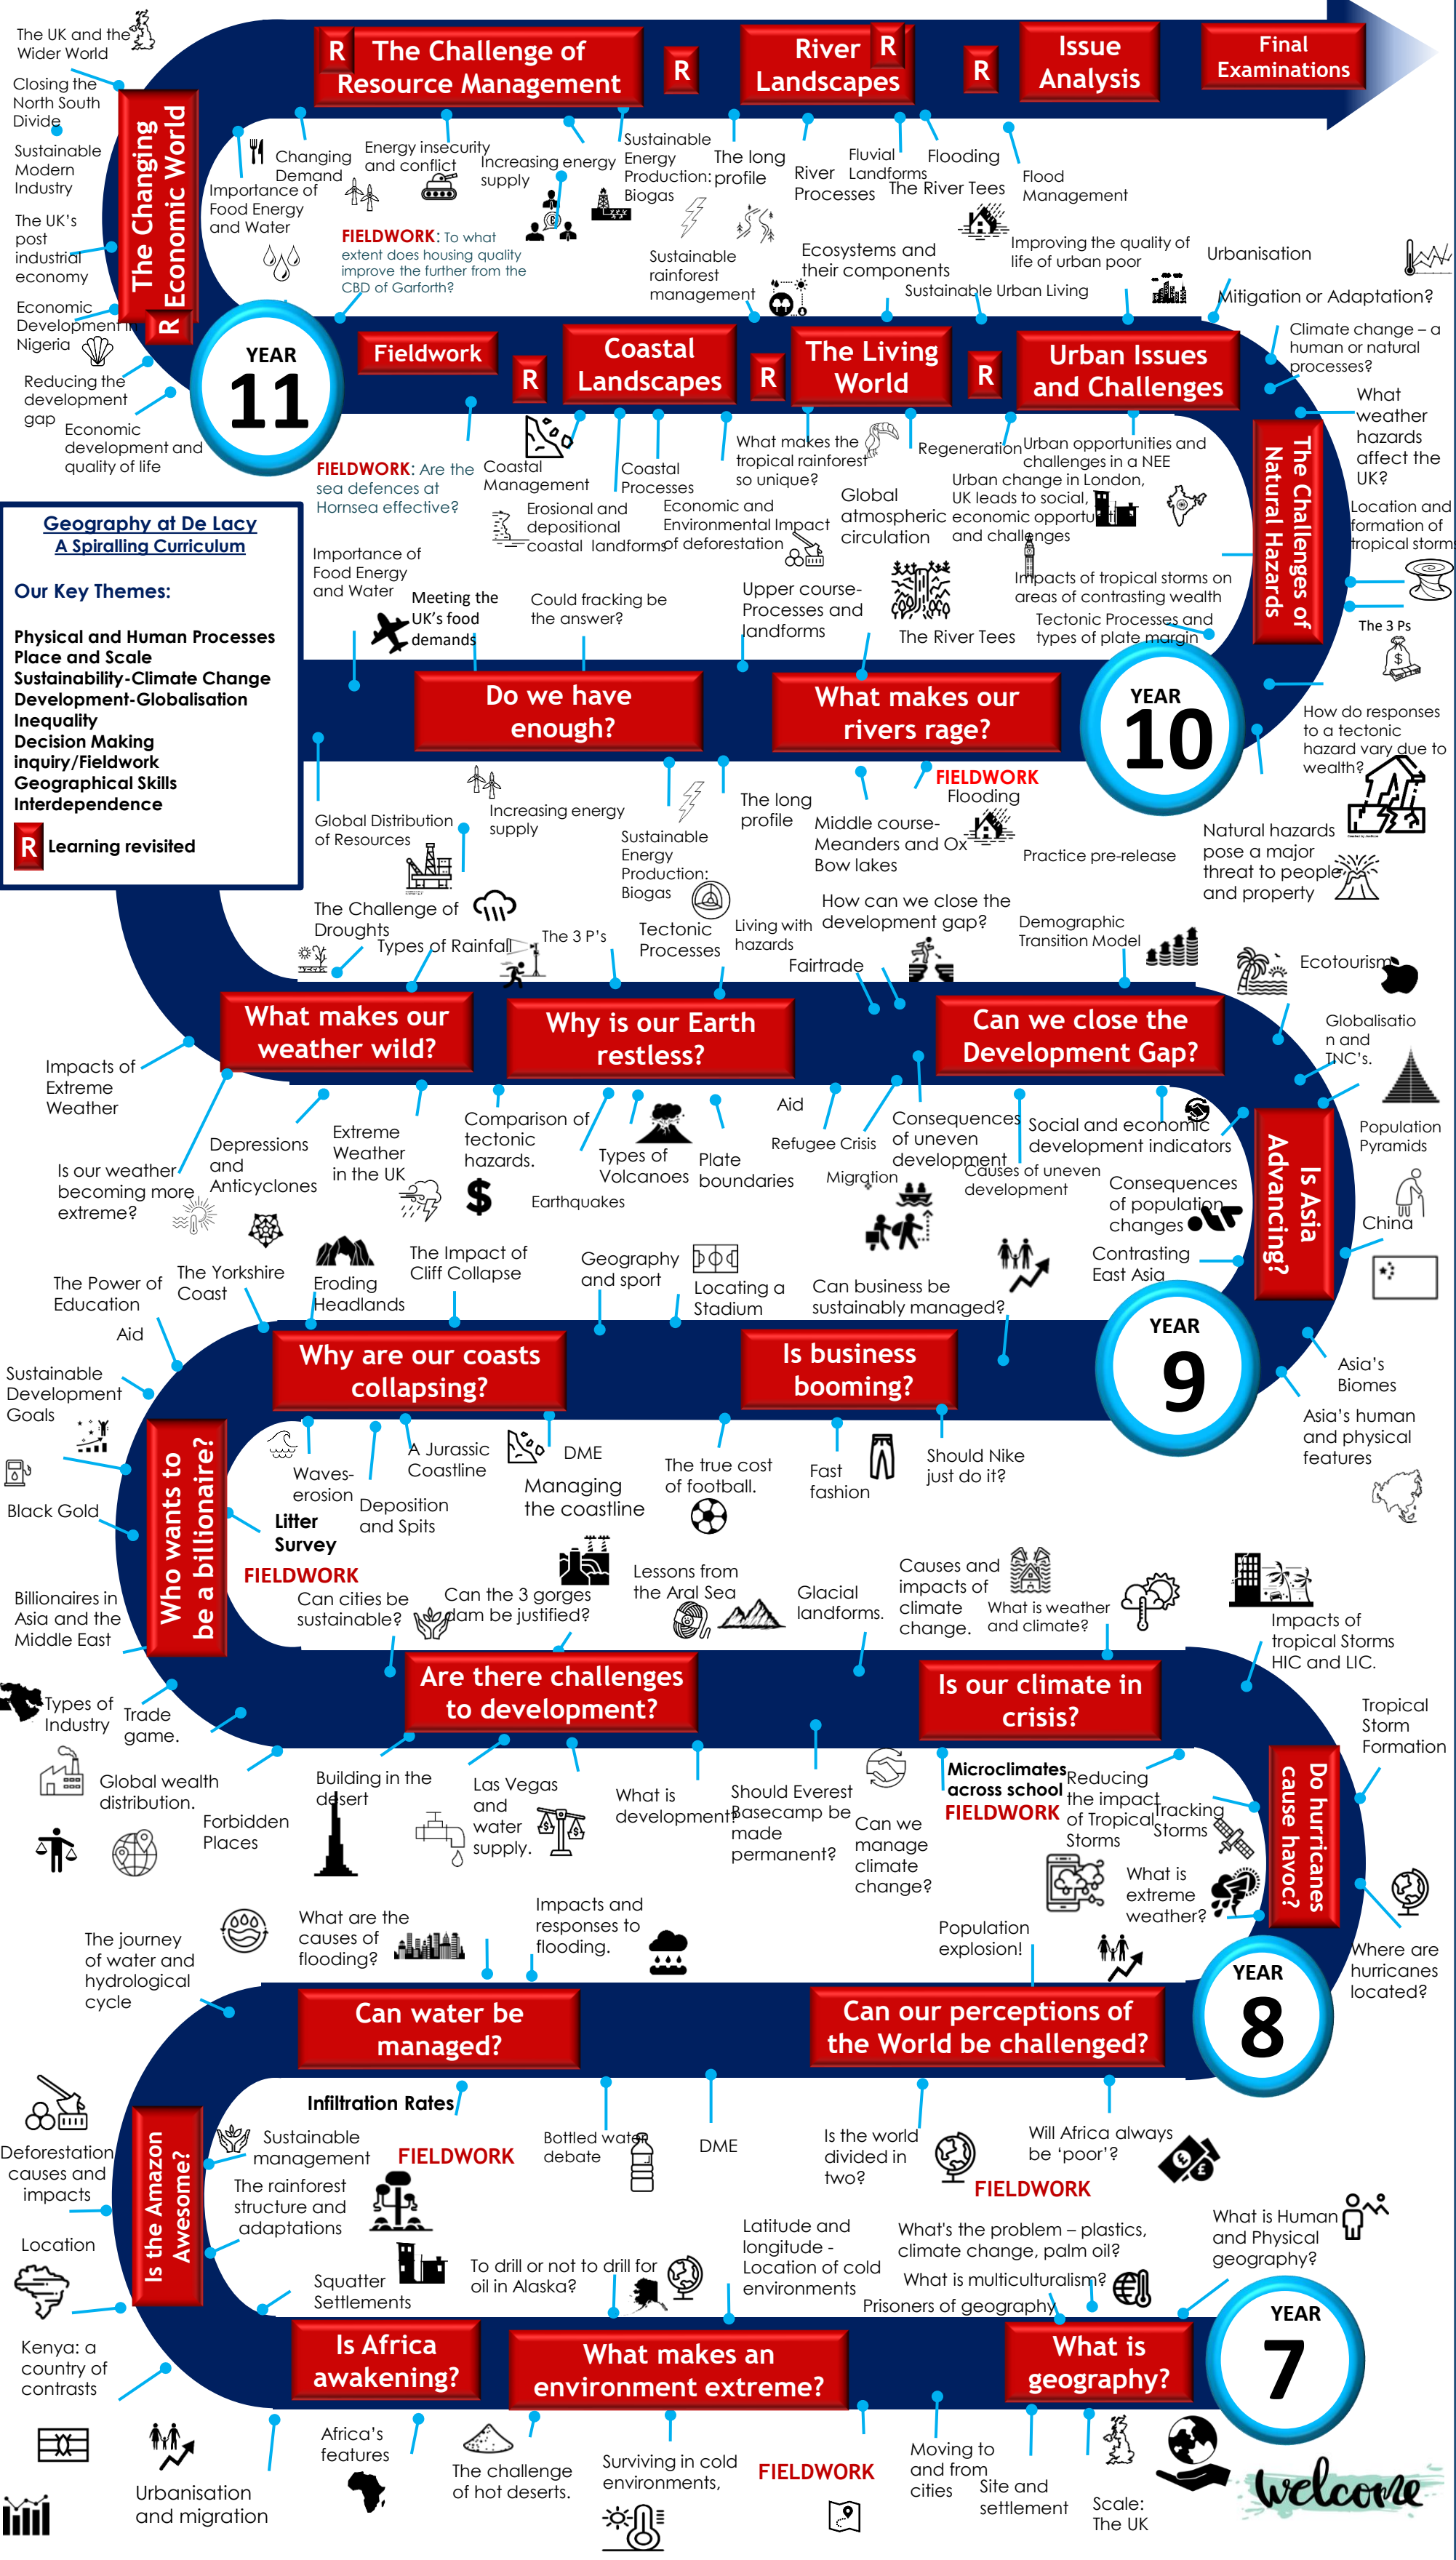 The UK and the
Wider World
Closing the
North South
Divide
Sustainable
Modern
Industry
The UK's
post
industrial
economy
Economic
Development in
Nigeria
Reducing the
development
gap
Economic
development and
quality of life
The Changing
Economic World
R
R
The Challenge of
Resource Management
R
River
Landscapes
R
R
Issue
Analysis
Final
Examinations
Importance of
Food Energy
and Water
Changing
Demand
Energy insecurity
and conflict
Increasing energy
supply
Sustainable
Energy
Production:
Biogas
The long
profile
River
Processes
Fluvial
Landforms
Flooding
The River Tees
Flood
Management
FIELDWORK: To what
extent does housing quality
improve the further from the
CBD of Garforth?
Sustainable
rainforest
management
Ecosystems and
their components
Sustainable Urban Living
Improving the quality of
life of urban poor
Urbanisation
Mitigation or Adaptation?
Climate change – a
human or natural
processes?
What
weather
hazards
affect the
UK?
Location and
formation of
tropical storm
The 3 Ps
YEAR
11
Fieldwork
R
Coastal
Landscapes
R
The Living
World
R
Urban Issues
and Challenges
The Challenges of
Natural Hazards
FIELDWORK: Are the
sea defences at
Hornsea effective?
Coastal
Management
Erosional and
depositional
coastal landforms
Coastal
Processes
Economic and
Environmental Impact
of deforestation
What makes the
tropical rainforest
so unique?
Global
atmospheric
circulation
Regeneration
Urban opportunities and
challenges in a NEE
Urban change in London,
UK leads to social,
economic opportu
and challenges
Impacts of tropical storms on
areas of contrasting wealth
Tectonic Processes and
types of plate margin
Geography at De Lacy
A Spiralling Curriculum
Our Key Themes:
Physical and Human Processes
Place and Scale
Sustainability-Climate Change
Development-Globalisation
Inequality
Decision Making
inquiry/Fieldwork
Geographical Skills
Interdependence
R Learning revisited
Importance of
Food Energy
and Water
Meeting the
UK's food
demands
Could fracking be
the answer?
Upper course-
Processes and
landforms
The River Tees
Do we have
enough?
What makes our
rivers rage?
YEAR
10
How do responses
to a tectonic
hazard vary due to
wealth?
Natural hazards
pose a major
threat to people
and property
Global Distribution
of Resources
Increasing energy
supply
Sustainable
Energy
Production:
Biogas
The long
profile
Middle course-
Meanders and Ox
Bow lakes
FIELDWORK
Flooding
Practice pre-release
The Challenge of
Droughts
Types of Rainfall
The 3 P's
Tectonic
Processes
Living with
hazards
How can we close the
development gap?
Fairtrade
Demographic
Transition Model
Ecotourism
Globalisatio
n and
TNC's.
Population
Pyramids
China
What makes our
weather wild?
Why is our Earth
restless?
Can we close the
Development Gap?
Is Asia
Advancing?
Impacts of
Extreme
Weather
Is our weather
becoming more
extreme?
Depressions
and
Anticyclones
Extreme
Weather
in the UK
Comparison of
tectonic
hazards.
Earthquakes
Types of
Volcanoes
Plate
boundaries
Aid
Refugee Crisis
Migration
Consequences
of uneven
development
Causes of uneven
development
Social and economic
development indicators
Consequences
of population
changes
Contrasting
East Asia
The Power of
Education
The Yorkshire
Coast
Eroding
Headlands
The Impact of
Cliff Collapse
Geography
and sport
Locating a
Stadium
Can business be
sustainably managed?
Aid
Sustainable
Development
Goals
Black Gold
Billionaires in
Asia and the
Middle East
Why are our coasts
collapsing?
Is business
booming?
YEAR
9
Asia's
Biomes
Asia's human
and physical
features
Who wants to
be a billionaire?
Waves-
erosion
Deposition
and Spits
A Jurassic
Coastline
DME
Managing
the coastline
The true cost
of football.
Fast
fashion
Should Nike
just do it?
Litter
Survey
FIELDWORK
Can cities be
sustainable?
Can the 3 gorges
dam be justified?
Lessons from
the Aral Sea
Glacial
landforms.
Causes and
impacts of
climate
change.
What is weather
and climate?
Impacts of
tropical Storms
HIC and LIC.
Tropical
Storm
Formation
Types of
Industry
Trade
game.
Are there challenges
to development?
Is our climate in
crisis?
Do hurricanes
cause havoc?
Global wealth
distribution.
Forbidden
Places
Building in the
desert
Las Vegas
and
water
supply.
What is
development?
Should Everest
Basecamp be
made
permanent?
Can we
manage
climate
change?
Microclimates
across school
FIELDWORK
Reducing
the impact
of Tropical
Storms
Tracking
Storms
What is
extreme
weather?
Where are
hurricanes
located?
The journey
of water and
hydrological
cycle
What are the
causes of
flooding?
Impacts and
responses to
flooding.
Population
explosion!
Can water be
managed?
Can our perceptions of
the World be challenged?
YEAR
8
Infiltration Rates
FIELDWORK
Bottled water
debate
DME
Is the world
divided in
two?
Will Africa always
be 'poor'?
FIELDWORK
Deforestation
causes and
impacts
Location
Kenya: a
country of
contrasts
Is the Amazon
Awesome?
Sustainable
management
The rainforest
structure and
adaptations
Squatter
Settlements
To drill or not to drill for
oil in Alaska?
Latitude and
longitude -
Location of cold
environments
What's the problem – plastics,
climate change, palm oil?
What is multiculturalism?
Prisoners of geography
What is Human
and Physical
geography?
Is Africa
awakening?
What makes an
environment extreme?
What is
geography?
YEAR
7
Urbanisation
and migration
Africa's
features
The challenge
of hot deserts.
Surviving in cold
environments,
FIELDWORK
Moving to
and from
cities
Site and
settlement
Scale:
The UK
welcome